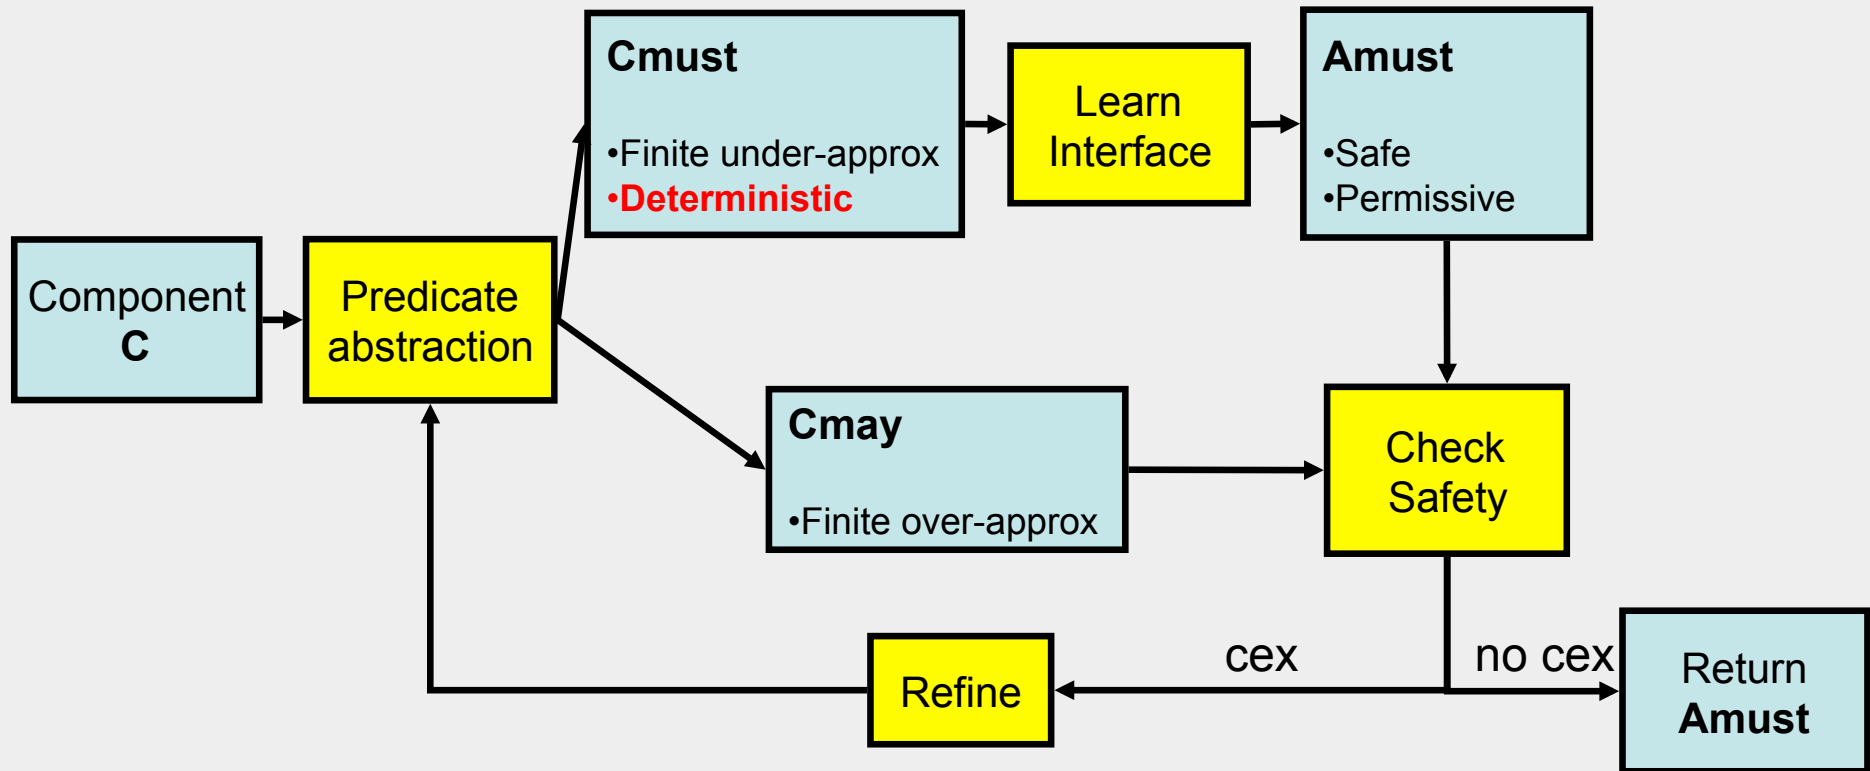 Component
C
Predicate
abstraction
Cmust
•Finite under-approx
•Deterministic
Learn
Interface
Amust
•Safe
•Permissive
Cmay
•Finite over-approx
Check
Safety
cex
no cex
Refine
Return
Amust